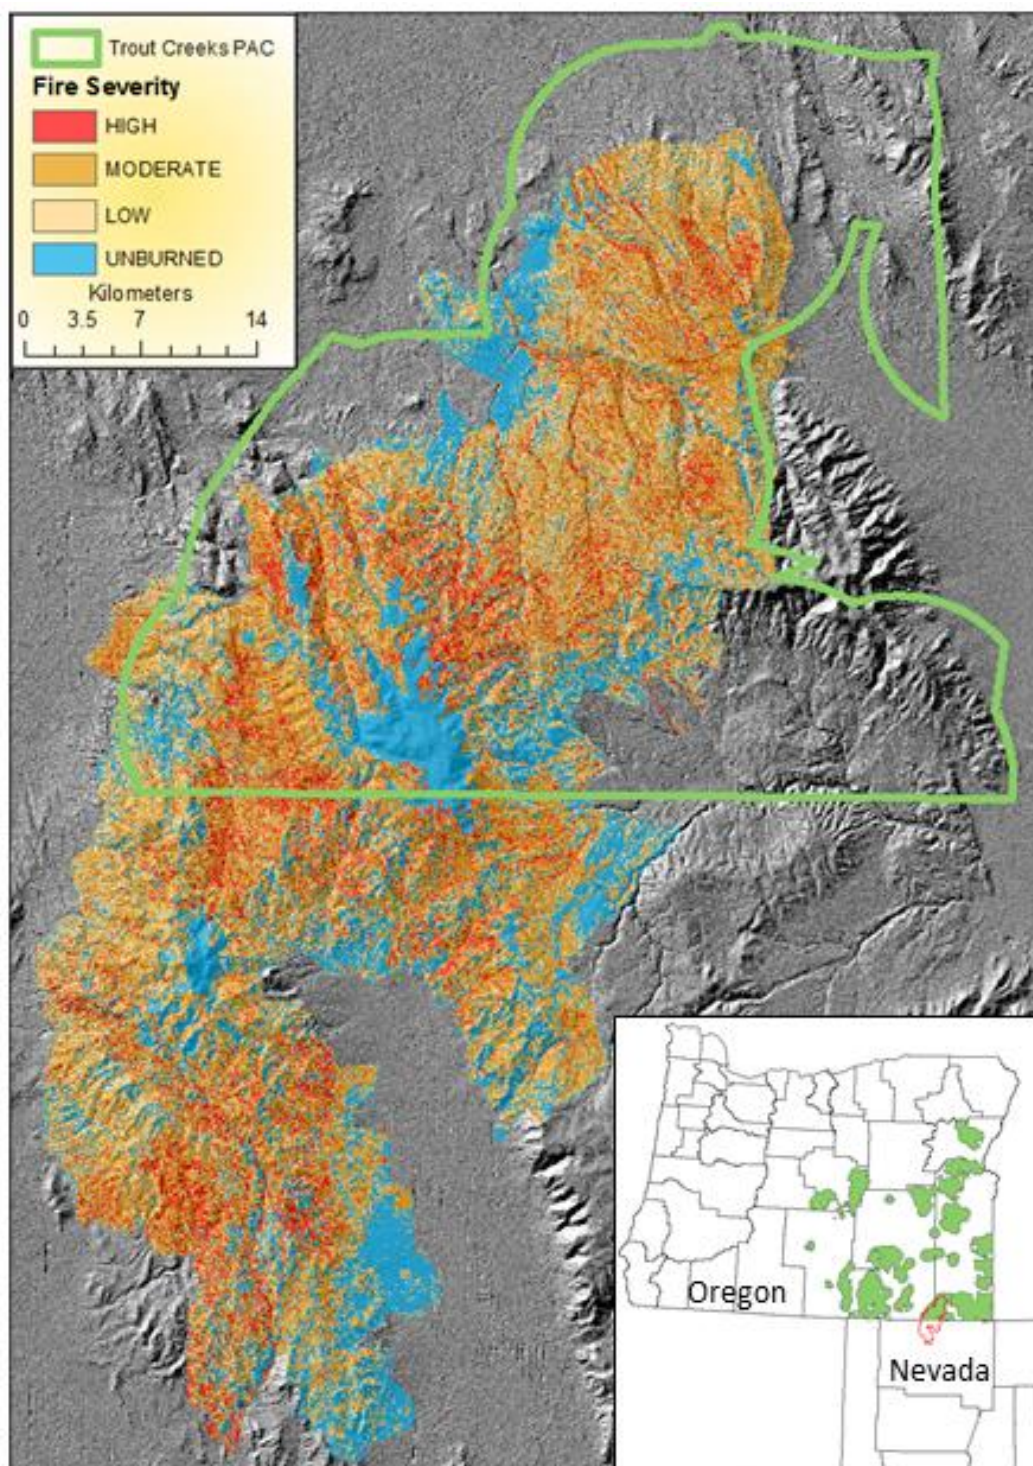 Trout Creeks PAC
Fire Severity
HIGH
MODERATE
LOW
UNBURNED
Kilometers
0 3.5 7 14
Oregon
Nevada